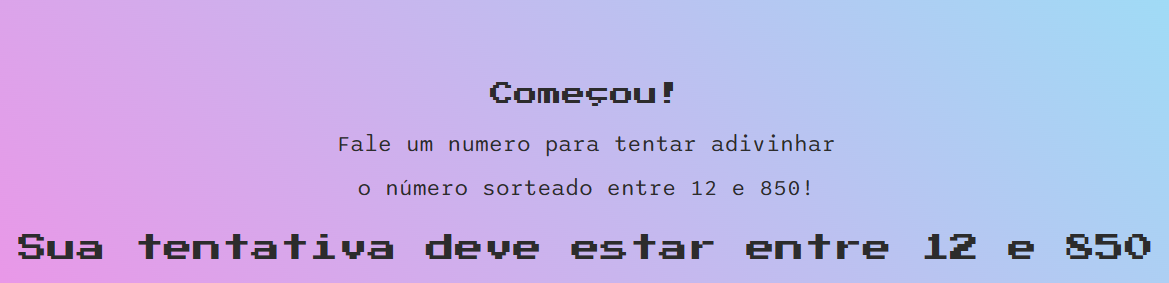 Começou!
Fale um numero para tentar adivinhar
o número sorteado entre 12 e 850!
Sua tentativa deve estar entre 12 e 850